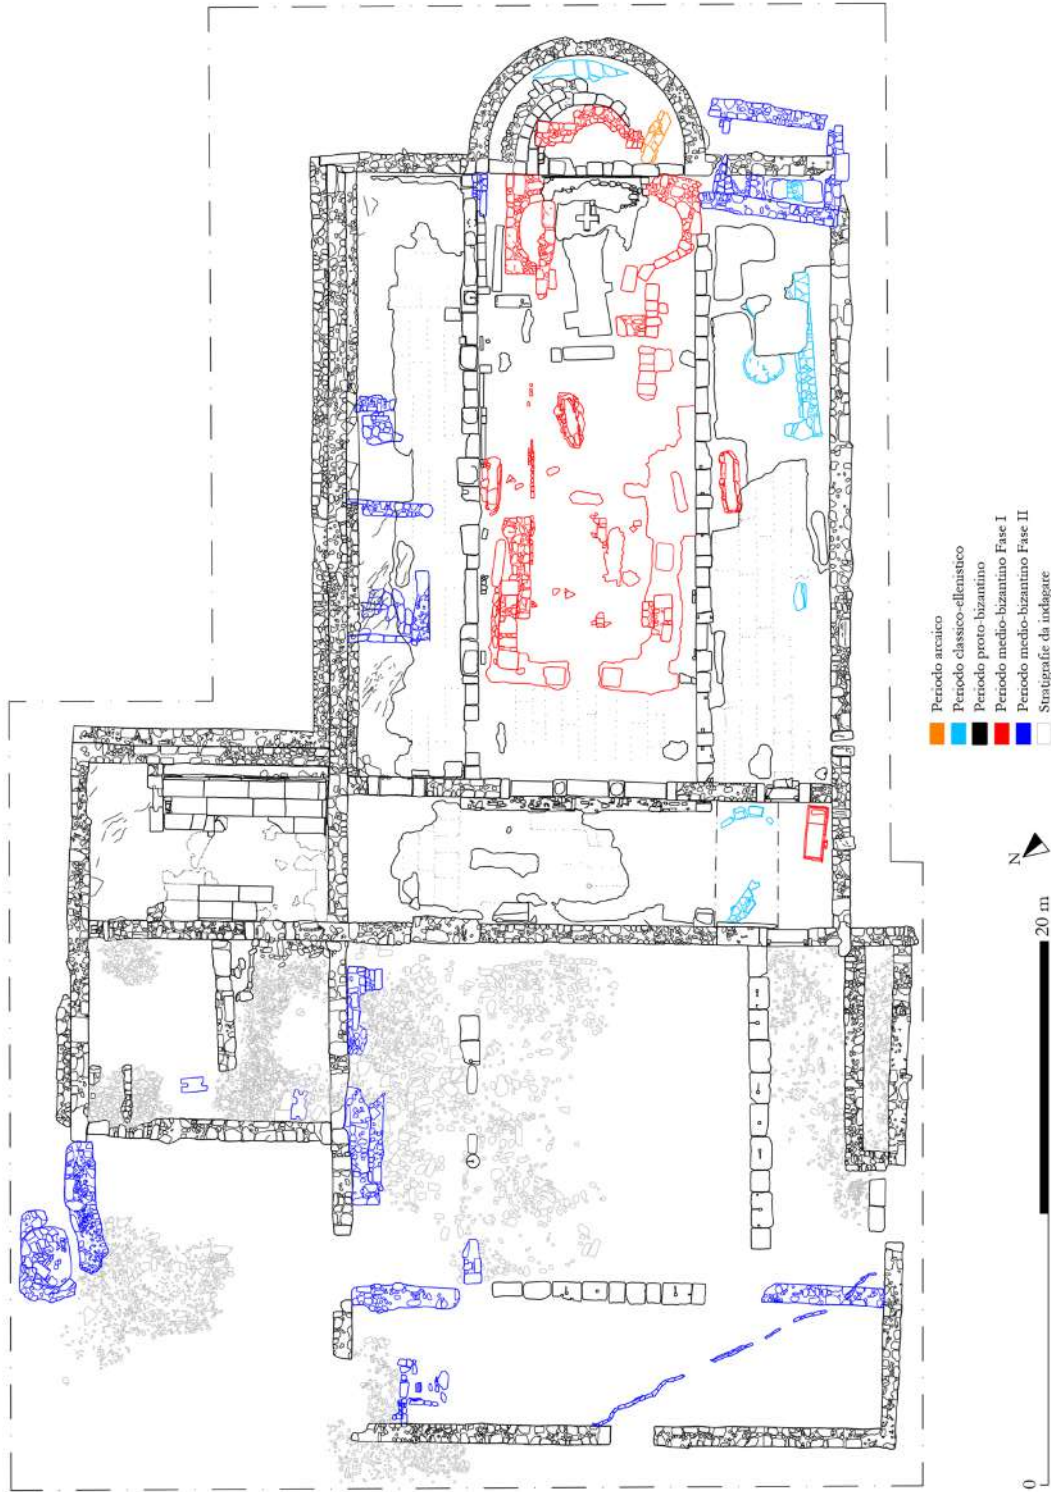 Periodo arcaico
Periodo classico-ellenistico
Periodo proto-bizantino
Periodo medio-bizantino Fase I
Periodo medio-bizantino Fase II
Stratigrafie da indagare
N
0
20 m